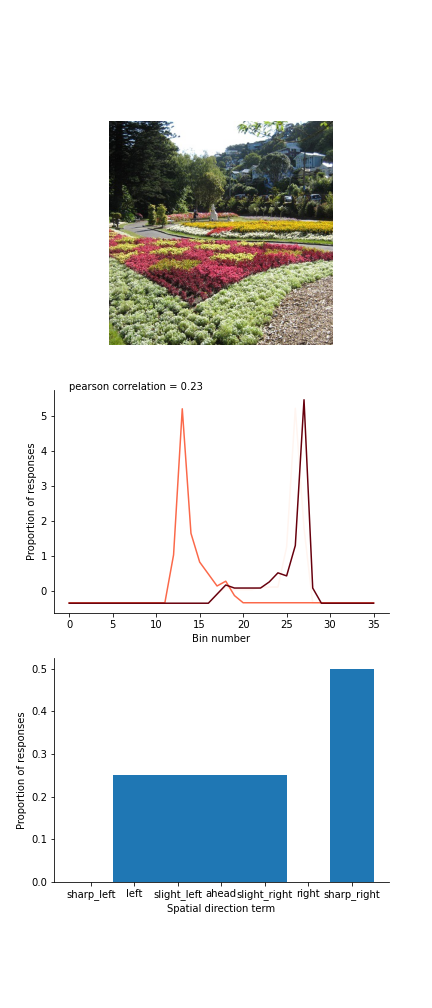 pearson correlation = 0.23
5
4
3
2
1
0
Proportion of responses
0 5 10 15 20 25 30 35
Bin number
0.5
0.4
0.3
0.2
0.1
0.0
Proportion of responses
sharp_left left slight_left ahead slight_right right sharp_right
Spatial direction term